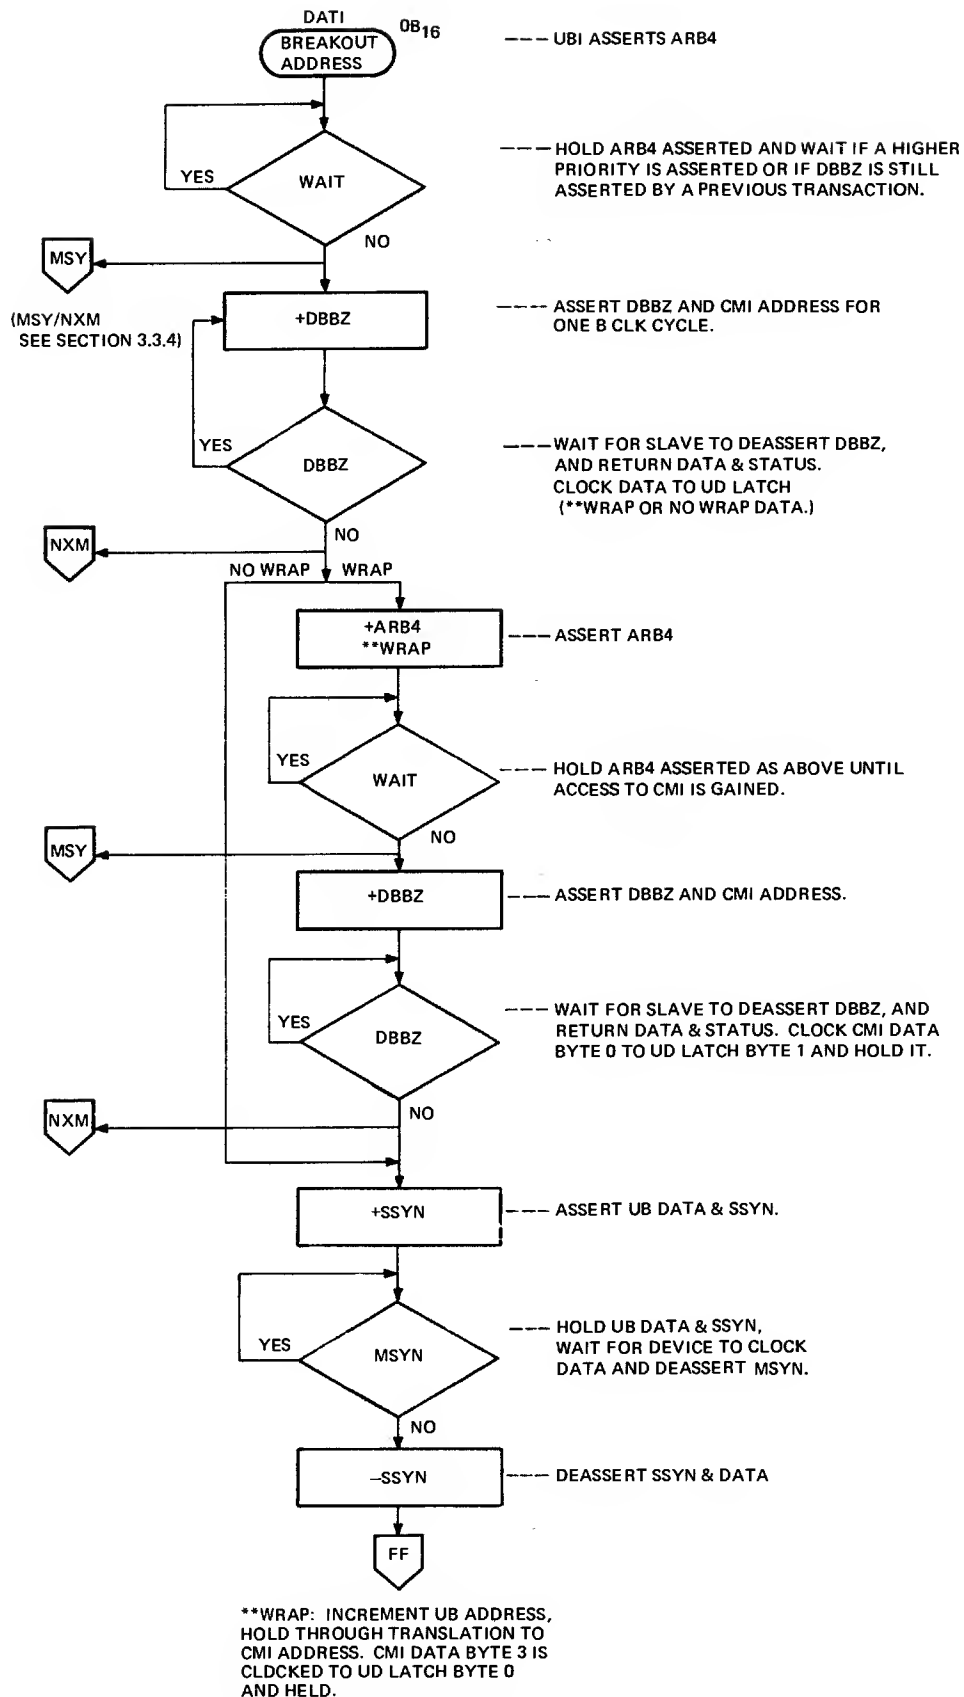 DATI
0B16
BREAKOUT
ADDRESS
--- UBI ASSERTS ARB4
WAIT
YES
NO
--- HOLD ARB4 ASSERTED AND WAIT IF A HIGHER
PRIORITY IS ASSERTED OR IF DBBZ IS STILL
ASSERTED BY A PREVIOUS TRANSACTION.
MSY
(MSY/NXM
SEE SECTION 3.3.4)
+DBBZ
--- ASSERT DBBZ AND CMI ADDRESS FOR
ONE B CLK CYCLE.
YES
DBBZ
NO
--- WAIT FOR SLAVE TO DEASSERT DBBZ,
AND RETURN DATA & STATUS.
CLOCK DATA TO UD LATCH
(**WRAP OR NO WRAP DATA.)
NXM
NO WRAP
WRAP
+ARB4
**WRAP
--- ASSERT ARB4
YES
WAIT
NO
--- HOLD ARB4 ASSERTED AS ABOVE UNTIL
ACCESS TO CMI IS GAINED.
MSY
+DBBZ
--- ASSERT DBBZ AND CMI ADDRESS.
YES
DBBZ
NO
--- WAIT FOR SLAVE TO DEASSERT DBBZ, AND
RETURN DATA & STATUS. CLOCK CMI DATA
BYTE 0 TO UD LATCH BYTE 1 AND HOLD IT.
NXM
+SSYN
--- ASSERT UB DATA & SSYN.
YES
MSYN
NO
--- HOLD UB DATA & SSYN,
WAIT FOR DEVICE TO CLOCK
DATA AND DEASSERT MSYN.
–SSYN
--- DEASSERT SSYN & DATA
FF
**WRAP: INCREMENT UB ADDRESS,
HOLD THROUGH TRANSLATION TO
CMI ADDRESS. CMI DATA BYTE 3 IS
CLDCKED TO UD LATCH BYTE 0
AND HELD.